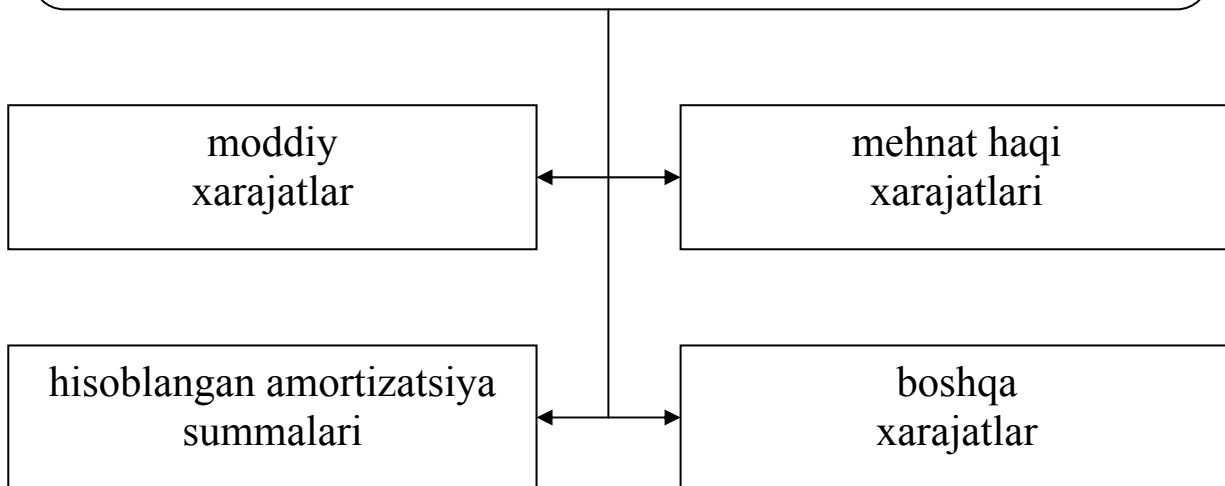 moddiy
xarajatlar
mehnat haqi
xarajatlari
hisoblangan amortizatsiya
summalari
boshqa
xarajatlar